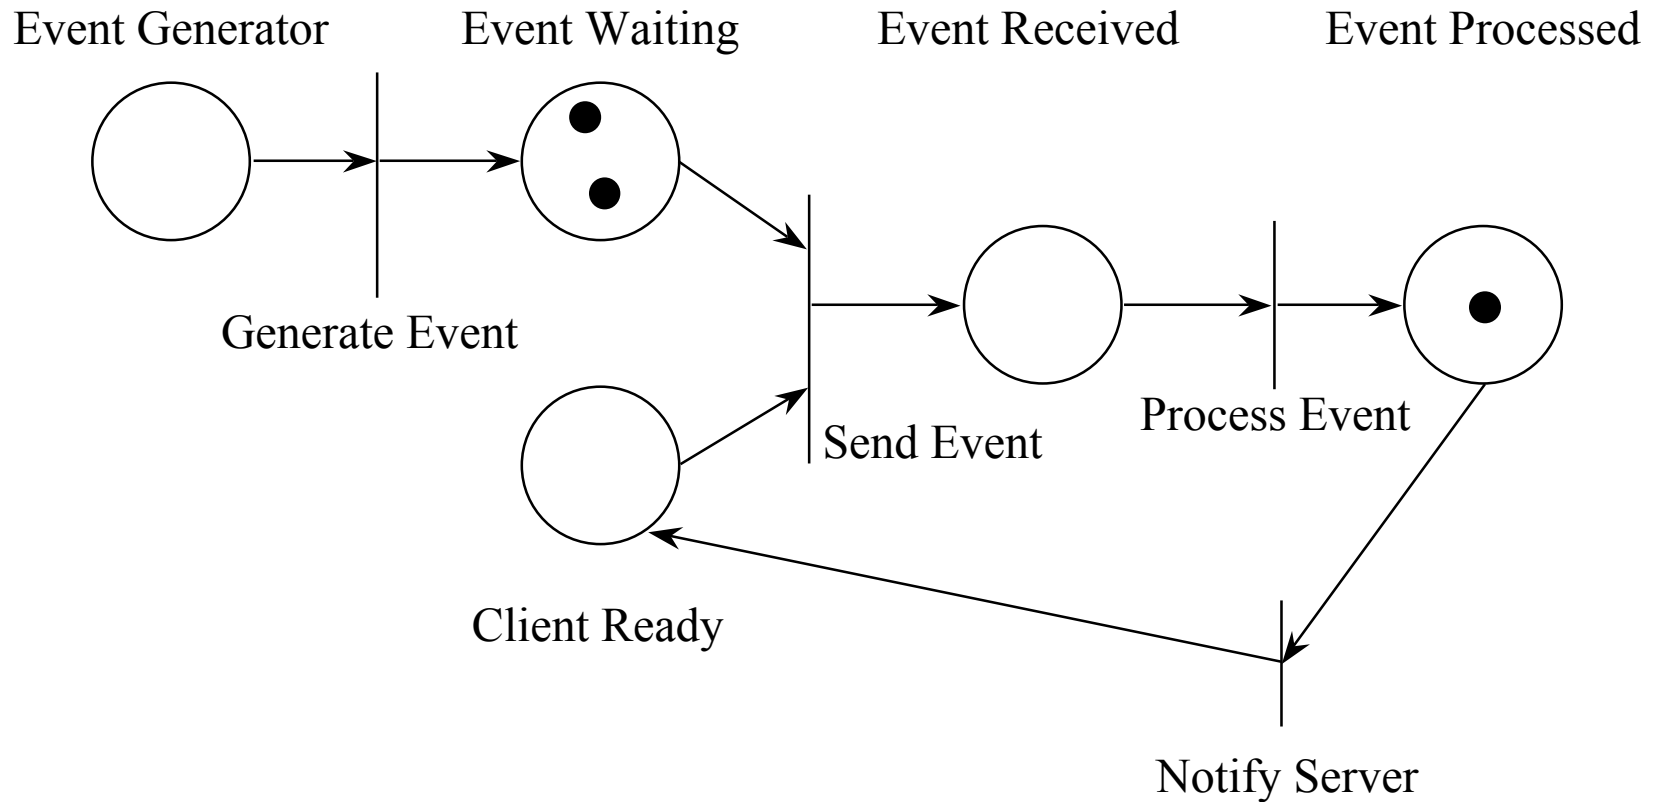 Event Generator
Event Waiting
Event Received
Event Processed
Generate Event
Process Event
Send Event
Client Ready
Notify Server